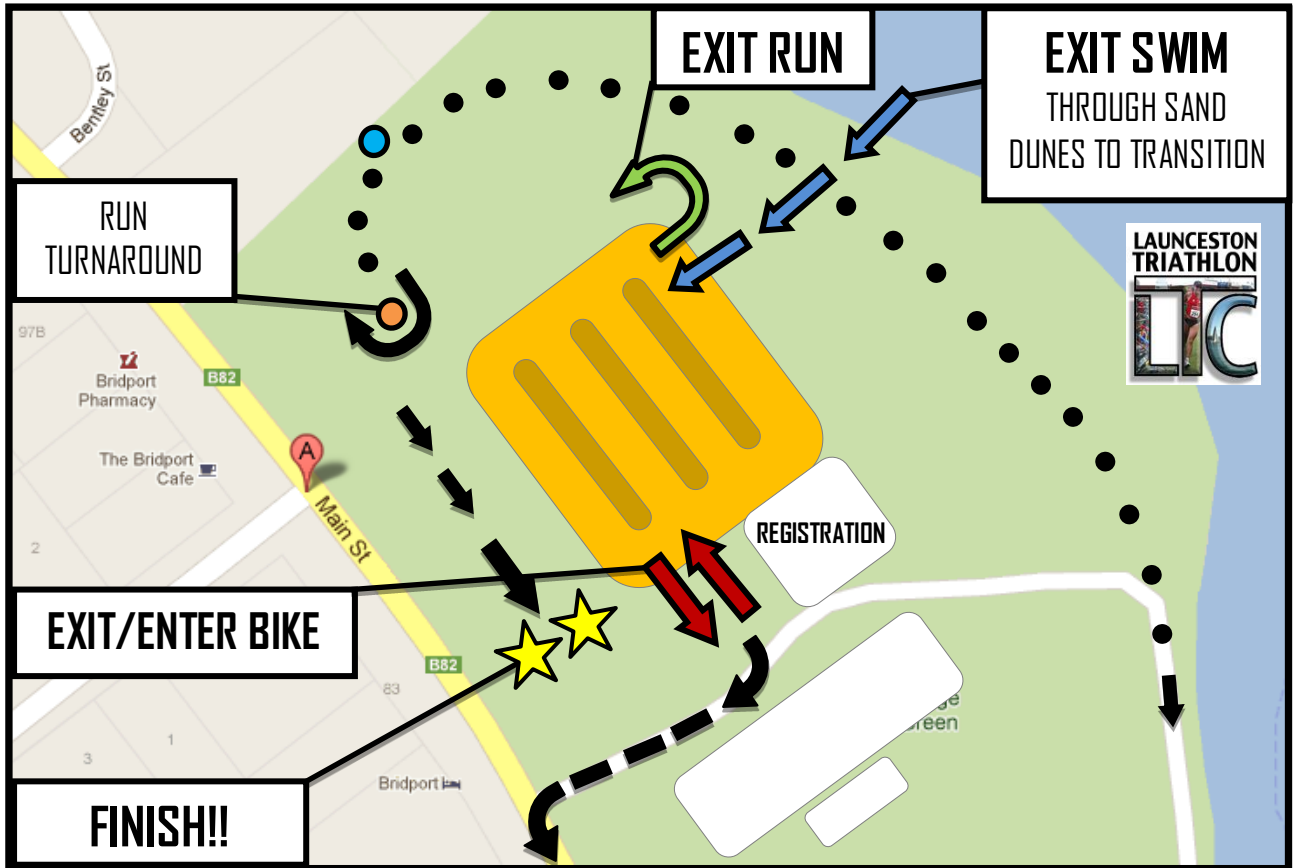 Bentley St
EXIT RUN
EXIT SWIM
THROUGH SAND
DUNES TO TRANSITION
RUN
TURNAROUND
LAUNCESTON
TRIATHLON
LTC
97B
Bridport
Pharmacy
B82
The Bridport
Cafe
A
Main St
2
REGISTRATION
EXIT/ENTER BIKE
B82
83
1
3
Green
Bridport
FINISH!!